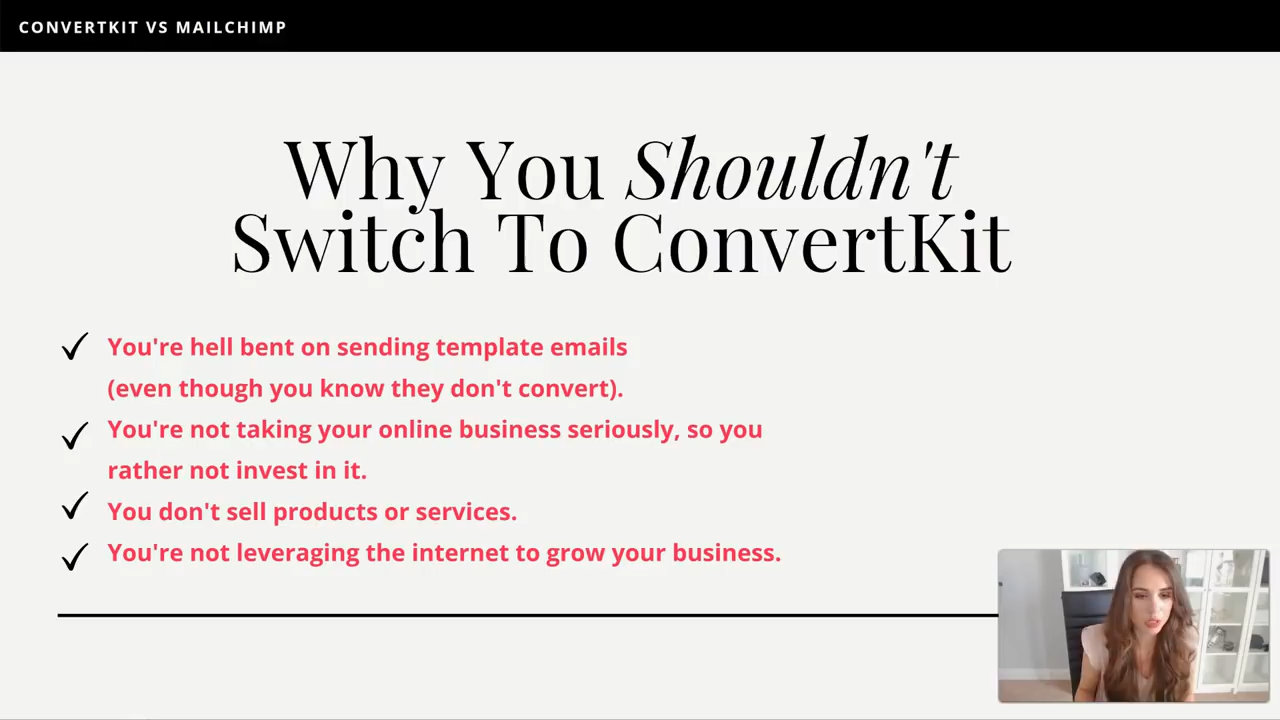 CONVERTKIT VS MAILCHIMP
Why You Shouldn't
Switch To ConvertKit
You're hell bent on sending template emails
(even though you know they don't convert).
You're not taking your online business seriously, so you
rather not invest in it.
You don't sell products or services.
You're not leveraging the internet to grow your business.